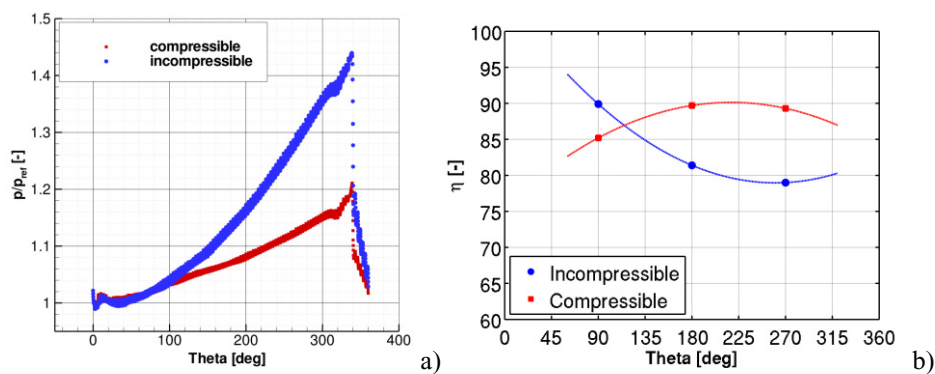 1.5
1.4
1.3
1.2
1.1
1
p/p_ref [-]
compressible
incompressible
0 100 200 300 400
Theta [deg]
a)
100
95
90
85
80
75
70
65
60
η [-]
Incompressible
Compressible
0 45 90 135 180 225 270 315 360
Theta [deg]
b)